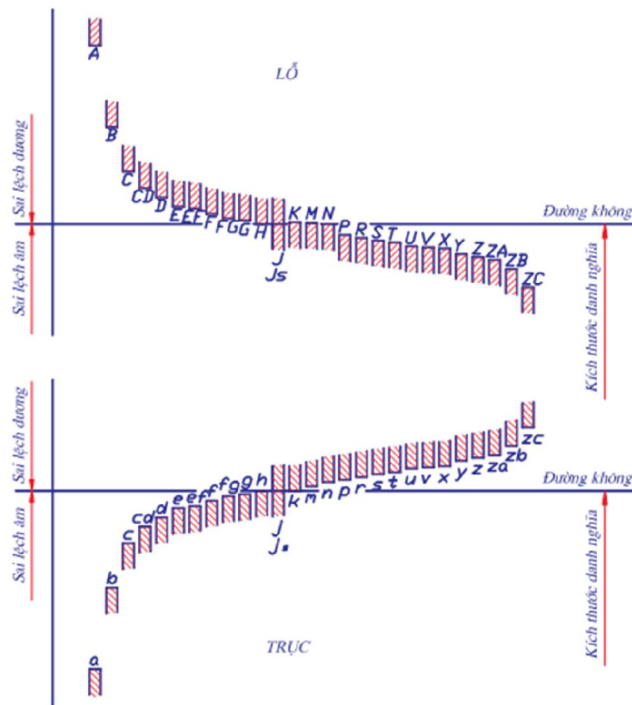 A
LỖ
B
C
CD
D
E EF F FG G H
J
Js
K M N
P R S T U V X Y Z ZA ZB ZC
Sai lệch dương
Sai lệch âm
Đường không
Kích thước danh nghĩa
zc
zb
k m n p r s t u v x y z za
Sai lệch dương
Sai lệch âm
Đường không
Kích thước danh nghĩa
c cd d e ef f fg g h
j
js
b
a
TRỤC